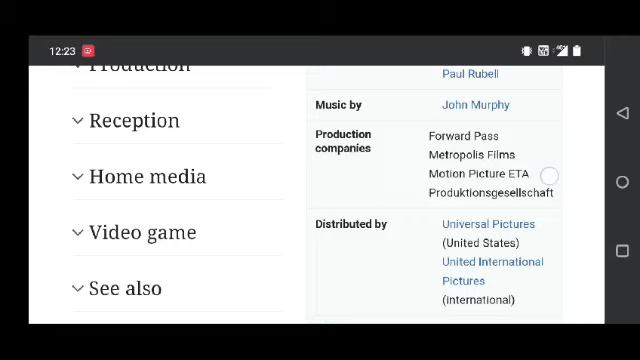 12:23
Production
Reception
Home media
Video game
See also
Paul Rubell
Music by John Murphy
Production companies
Forward Pass
Metropolis Films
Motion Picture ETA
Produktionsgesellschaft
Distributed by Universal Pictures
(United States)
United International
Pictures
(international)